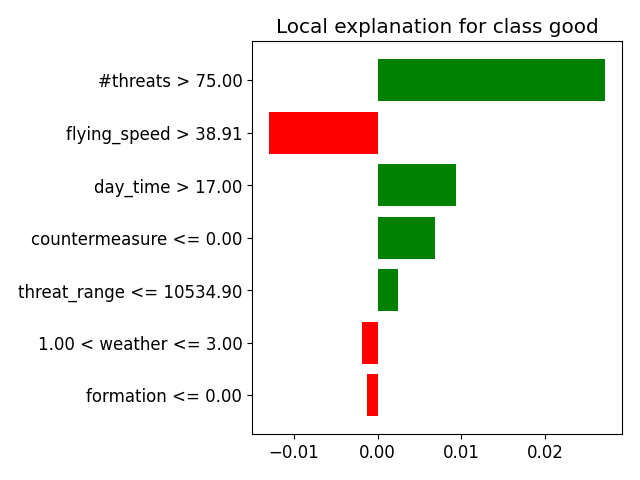 Local explanation for class good
#threats > 75.00
flying_speed > 38.91
day_time > 17.00
countermeasure <= 0.00
threat_range <= 10534.90
1.00 < weather <= 3.00
formation <= 0.00
−0.01 0.00 0.01 0.02